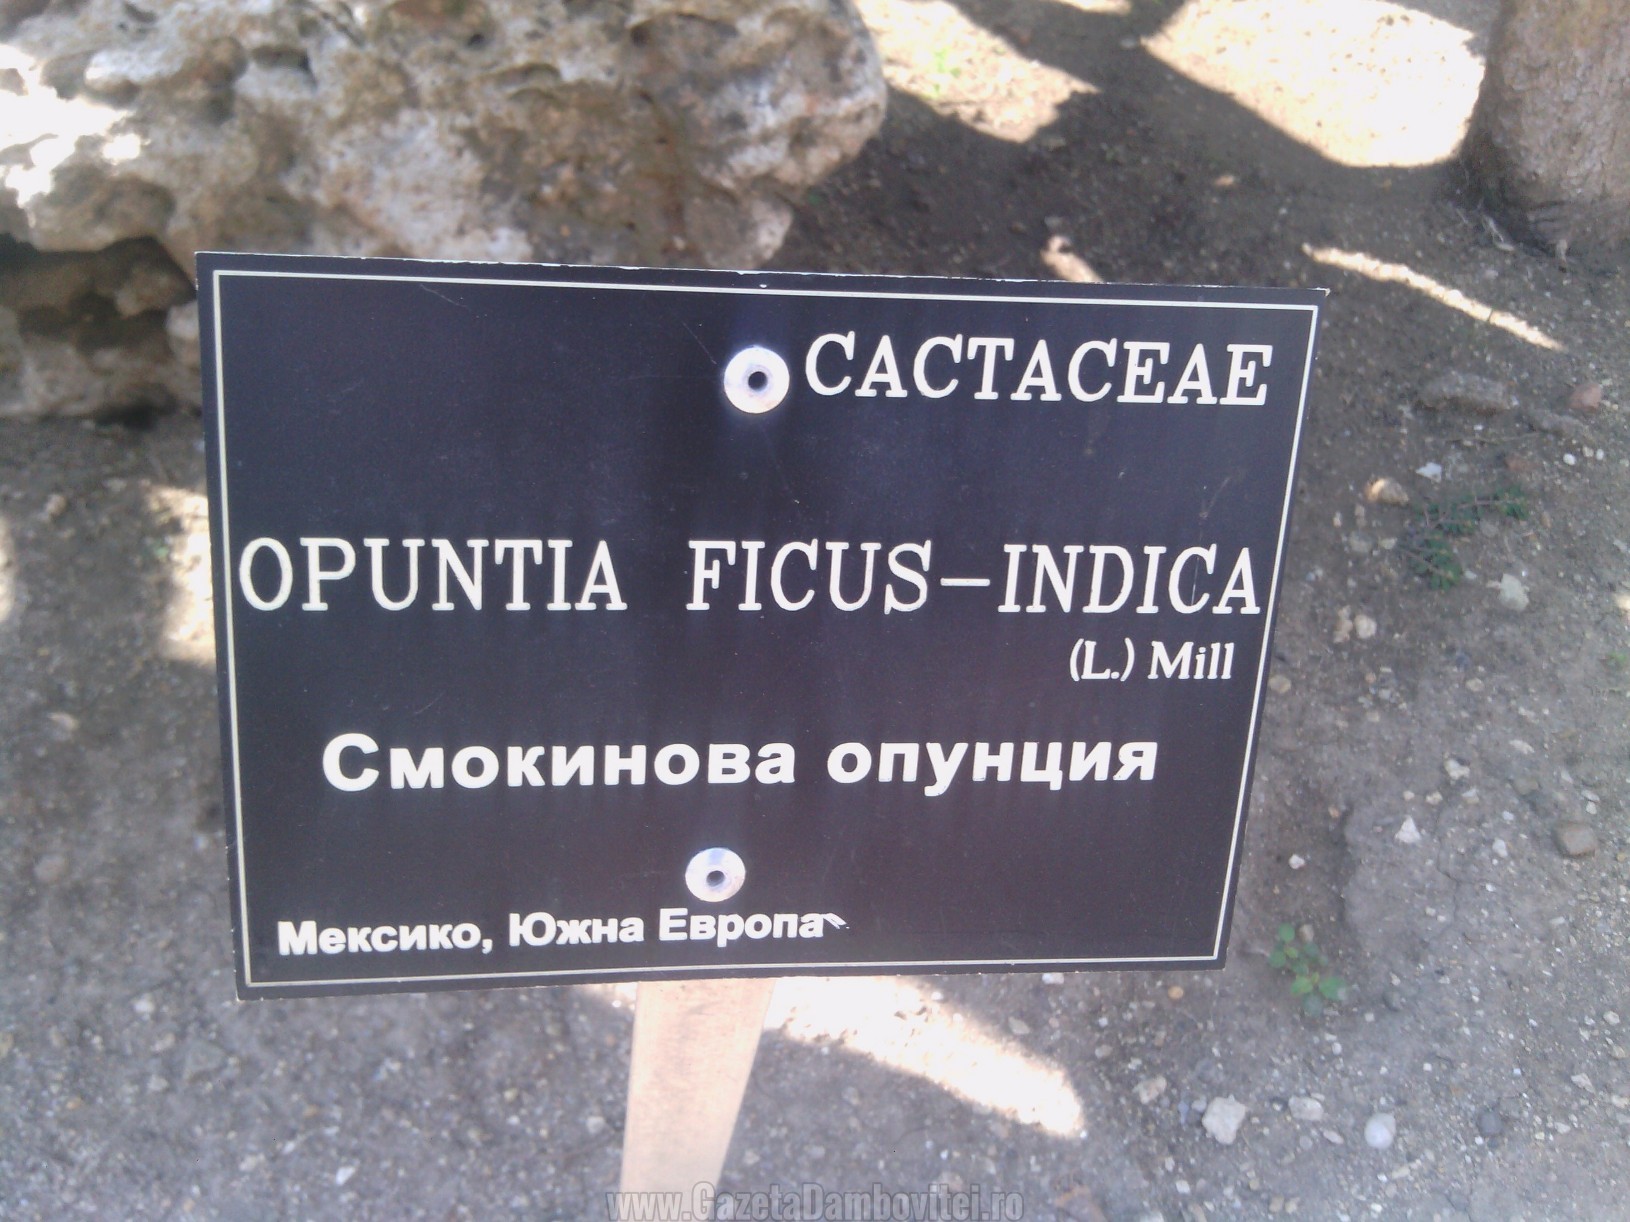 CACTACEAE
OPUNTIA FICUS-INDICA
(L.) Mill
Смокинова опунция
Мексико, Южна Европа
www.GazetaDambovitei.ro